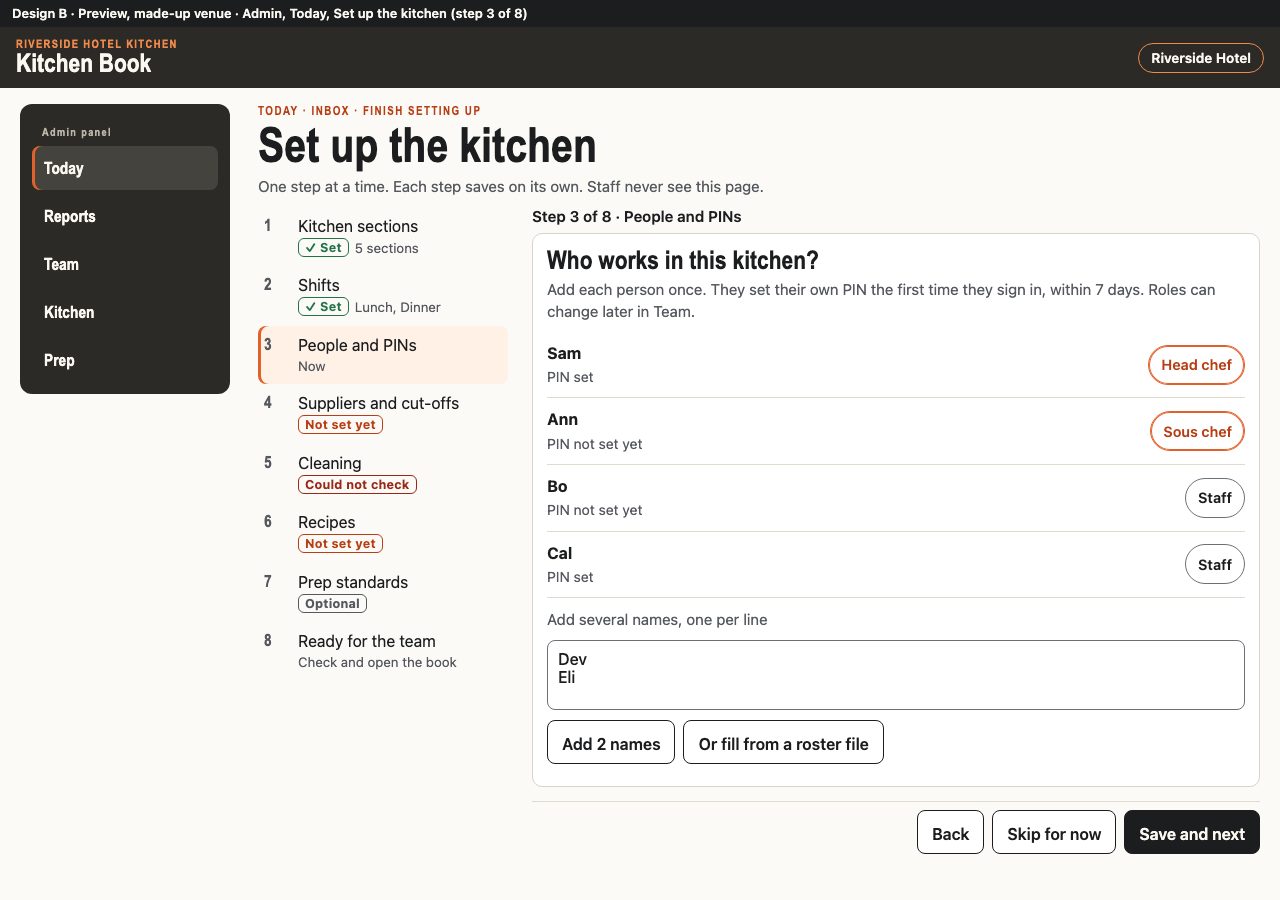 Design B · Preview, made-up venue · Admin, Today, Set up the kitchen (step 3 of 8)
RIVERSIDE HOTEL KITCHEN
Kitchen Book
Riverside Hotel
Admin panel
Today
Reports
Team
Kitchen
Prep
TODAY · INBOX · FINISH SETTING UP
Set up the kitchen
One step at a time. Each step saves on its own. Staff never see this page.
1 Kitchen sections
✓ Set 5 sections
2 Shifts
✓ Set Lunch, Dinner
3 People and PINs
Now
4 Suppliers and cut-offs
Not set yet
5 Cleaning
Could not check
6 Recipes
Not set yet
7 Prep standards
Optional
8 Ready for the team
Check and open the book
Step 3 of 8 · People and PINs
Who works in this kitchen?
Add each person once. They set their own PIN the first time they sign in, within 7 days. Roles can
change later in Team.
Sam
PIN set
Head chef
Ann
PIN not set yet
Sous chef
Bo
PIN not set yet
Staff
Cal
PIN set
Staff
Add several names, one per line
Dev
Eli
Add 2 names
Or fill from a roster file
Back
Skip for now
Save and next